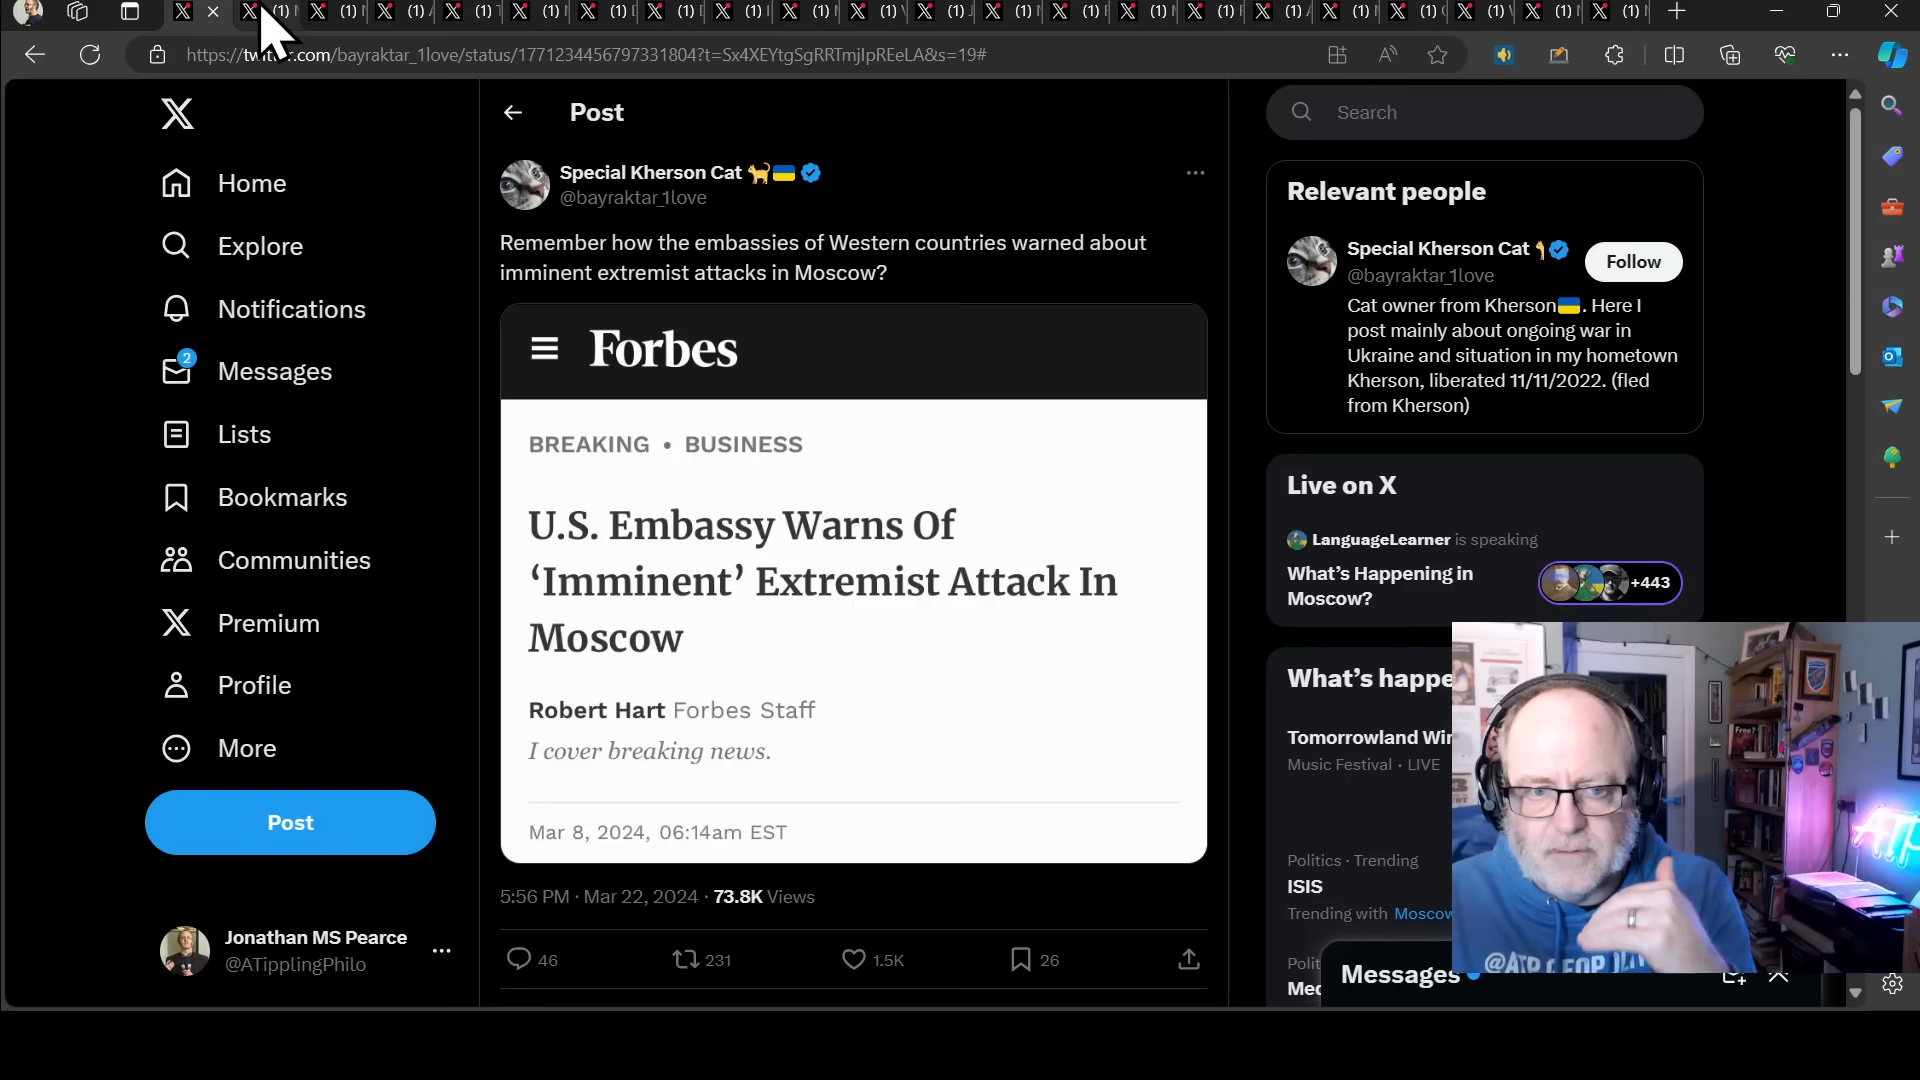 https://twitter.com/bayraktar_1love/status/1771234456797331804?t=Sx4XEYtgSgRRTmjlpREeLA&s=19#
Home
Explore
Notifications
2
Messages
Lists
Bookmarks
Communities
Premium
Profile
More
Post
Jonathan MS Pearce
@ATipplingPhilo
Post
Special Kherson Cat
@bayraktar_1love
Remember how the embassies of Western countries warned about
imminent extremist attacks in Moscow?
Forbes
BREAKING • BUSINESS
U.S. Embassy Warns Of
‘Imminent’ Extremist Attack In
Moscow
Robert Hart Forbes Staff
I cover breaking news.
Mar 8, 2024, 06:14am EST
5:56 PM · Mar 22, 2024 · 73.8K Views
46 231 1.5K 26
Search
Relevant people
Special Kherson Cat
@bayraktar_1love
Follow
Cat owner from Kherson. Here I
post mainly about ongoing war in
Ukraine and situation in my hometown
Kherson, liberated 11/11/2022. (fled
from Kherson)
Live on X
LanguageLearner is speaking
What’s Happening in
Moscow?
+443
What’s happe
Tomorrowland Wir
Music Festival · LIVE
Politics · Trending
ISIS
Trending with Moscow
Polit
Med
Messages